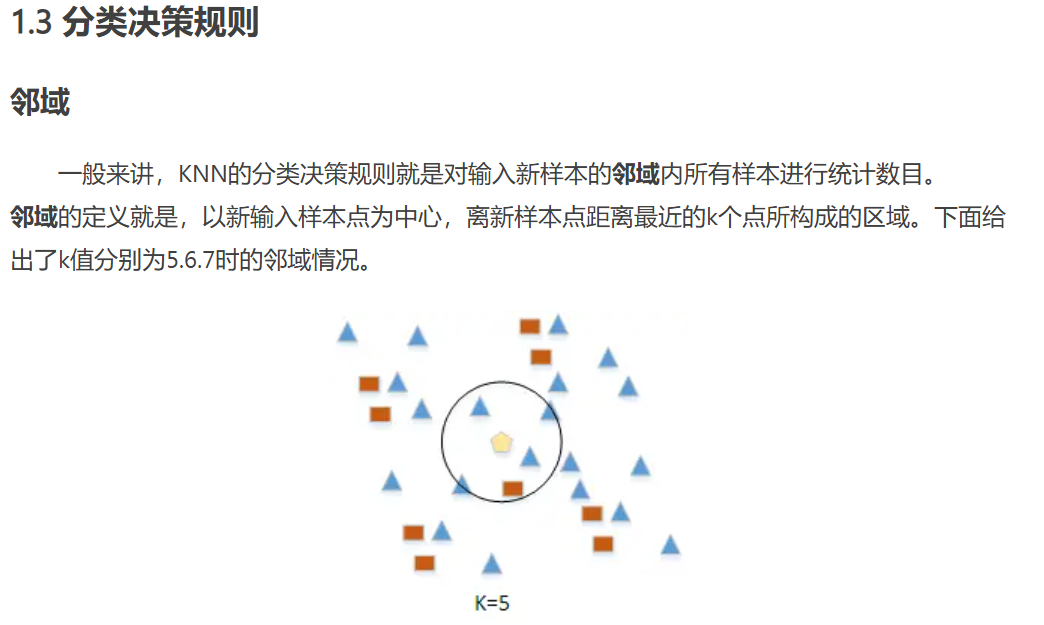 1.3 分类决策规则
邻域
一般来讲，KNN的分类决策规则就是对输入新样本的邻域内所有样本进行统计数目。
邻域的定义就是，以新输入样本点为中心，离新样本点距离最近的k个点所构成的区域。下面给
出了k值分别为5.6.7时的邻域情况。
K=5